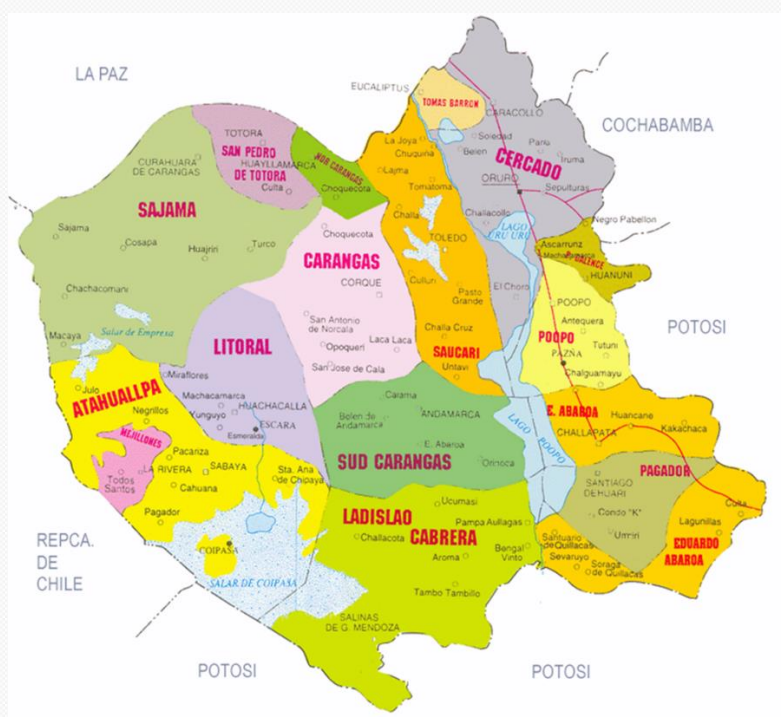 LA PAZ
EUCALIPTUS
TOMAS BARRON
CARACOLLO
COCHABAMBA
TOTORA
SAN PEDRO
HUAYLLAMARCA
DE TOTORA
Culta
CURAHUARA
DE CARANGAS
NOR CARANGAS
Choquecota
La Joya
Chuquina
Soledad
Belen
Paru
Iruma
CERCADO
Lajma
Tomatoma
ORURO
Sepulturas
SAJAMA
Challa
Challacollo
Negro Pabellon
Sajama
Cosapa
Huajriri
Turco
Choquecota
TOLEDO
LAGO
URU URU
Ascarrunz
HUANUNI
CARANGAS
CORQUE
Culluri
Pasto
Grande
El Choro
Chachacomani
POOPO
Antequera
POTOSI
San Antonio
de Norcala
Opoqueri
Laca Laca
Challa Cruz
POOPO
Tutuni
PAZÑA
Macaya
Salar de Empexa
LITORAL
SAUCARI
Untavi
Chalguamayu
San Jose de Cala
Miraflores
Julo
ATAHUALLPA
Negrillos
Machacamarca
HUACHACALLA
Yunguyo
ESCARA
Esmeralda
Carama
Belen de
Andamarca
ANDAMARCA
E. Abaroa
Orinoca
SUD CARANGAS
LAGO POOPO
E. ABAROA
Huancane
CHALLAPATA
Kakachaca
MEJILLONES
Pacariza
LA RIVERA
SABAYA
Todos
Santos
Cahuana
Sta. Ana
de Chipaya
PAGADOR
SANTIAGO
DEHUARI
Condo "K"
Urmiri
Culta
Lagunillas
Pagador
LADISLAO
CABRERA
Ucumasi
Pampa Aullagas
Challacota
Aroma
Bengal
Vinto
Santuario
de Quillacas
Sevaruyo
Soraga
de Quillacas
EDUARDO
ABAROA
REPCA.
DE
CHILE
COIPASA
SALAR DE COIPASA
Tambo Tambillo
SALINAS
DE G. MENDOZA
POTOSI
POTOSI